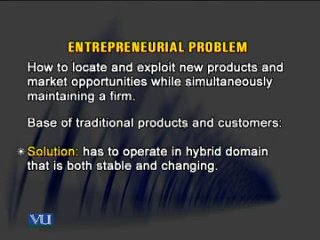 ENTREPRENEURIAL PROBLEM
How to locate and exploit new products and
market opportunities while simultaneously
maintaining a firm.
Base of traditional products and customers:
✴ Solution: has to operate in hybrid domain
that is both stable and changing.
VU